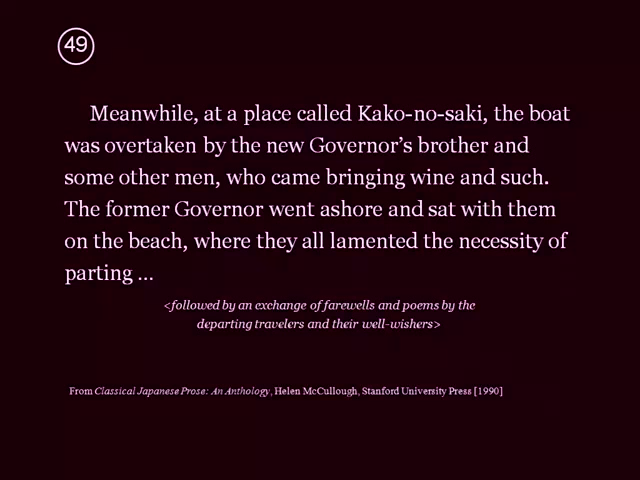 49
Meanwhile, at a place called Kako-no-saki, the boat
was overtaken by the new Governor’s brother and
some other men, who came bringing wine and such.
The former Governor went ashore and sat with them
on the beach, where they all lamented the necessity of
parting ...
<followed by an exchange of farewells and poems by the
departing travelers and their well-wishers>
From Classical Japanese Prose: An Anthology, Helen McCullough, Stanford University Press [1990]